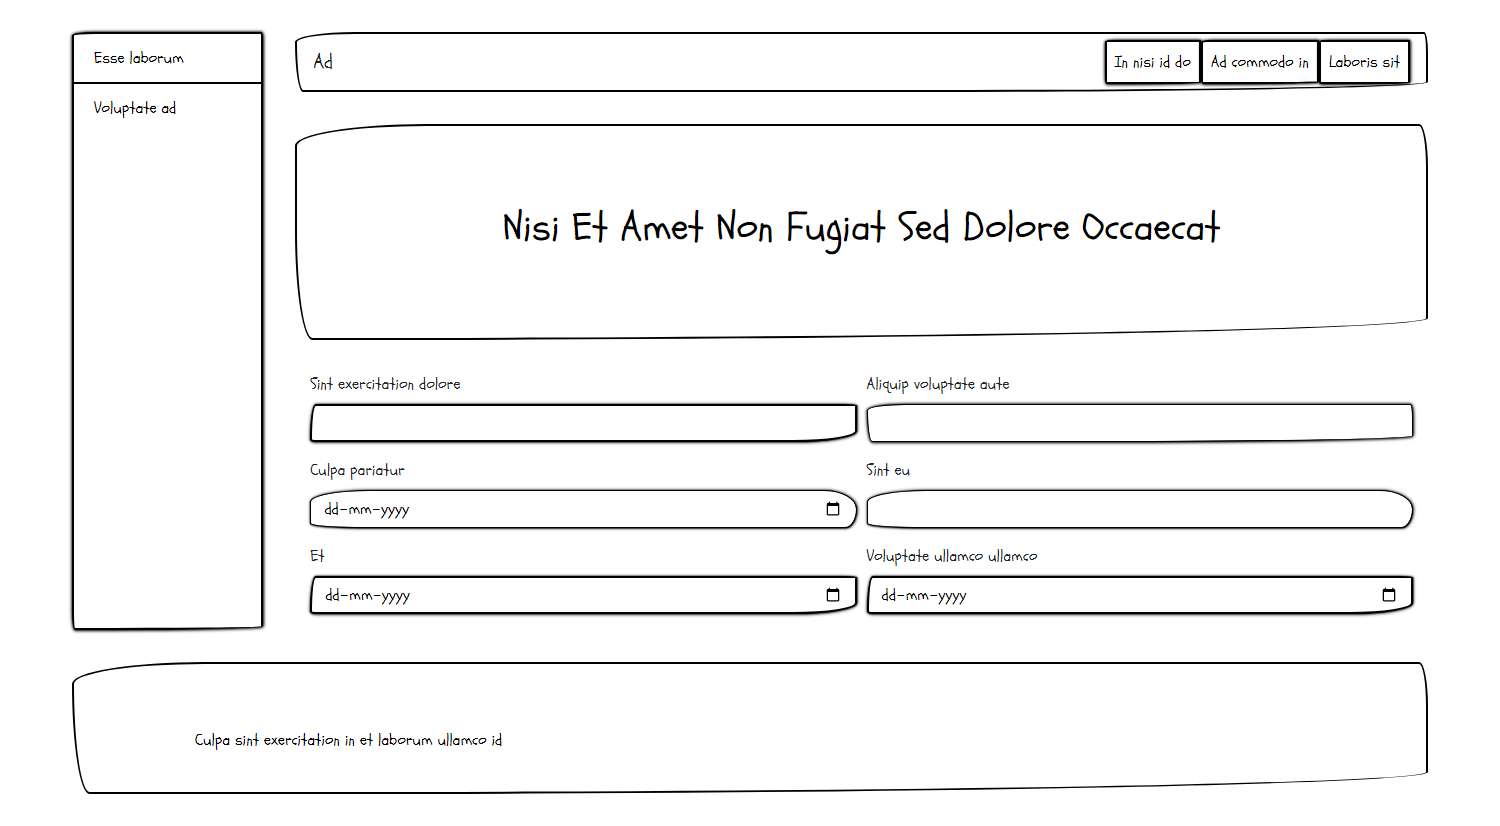 Esse laborum
Voluptate ad
Ad
In nisi id do
Ad commodo in
Laboris sit
Nisi Et Amet Non Fugiat Sed Dolore Occaecat
Sint exercitation dolore
Aliquip voluptate aute
Culpa pariatur
Sint eu
dd-mm-yyyy
Et
Voluptate ullamco ullamco
dd-mm-yyyy
dd-mm-yyyy
Culpa sint exercitation in et laborum ullamco id